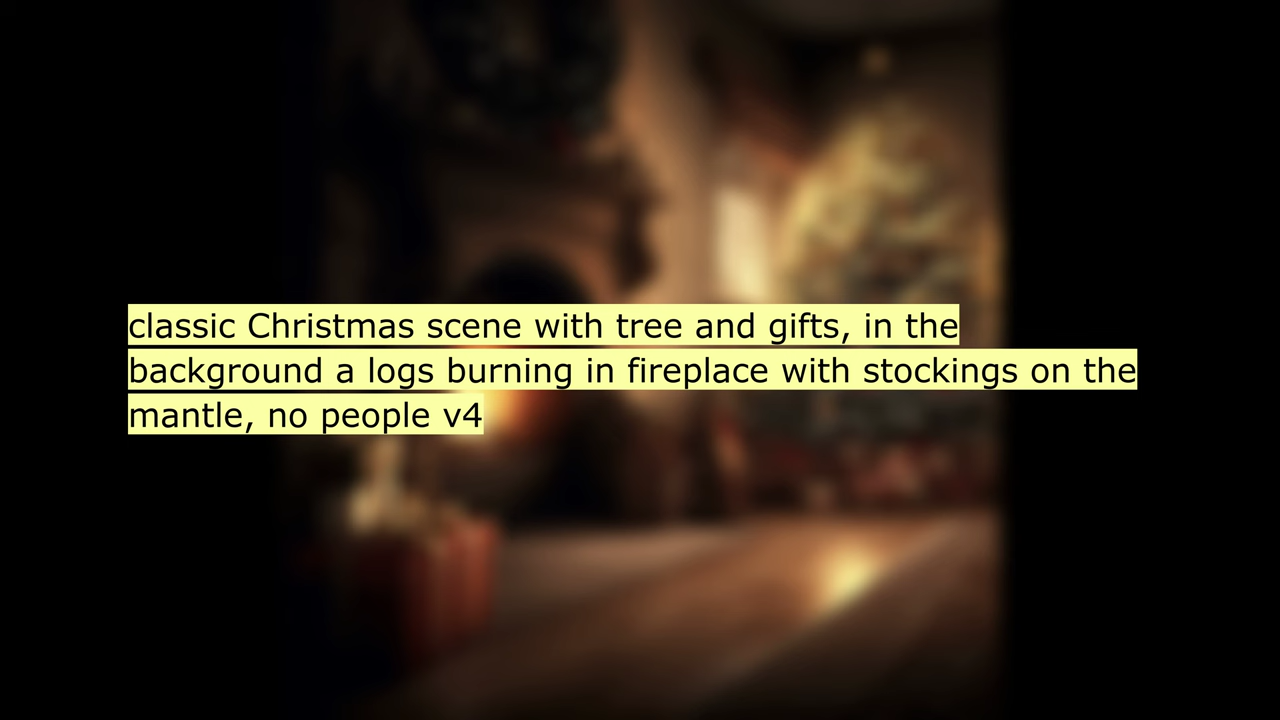 classic Christmas scene with tree and gifts, in the
background a logs burning in fireplace with stockings on the
mantle, no people v4